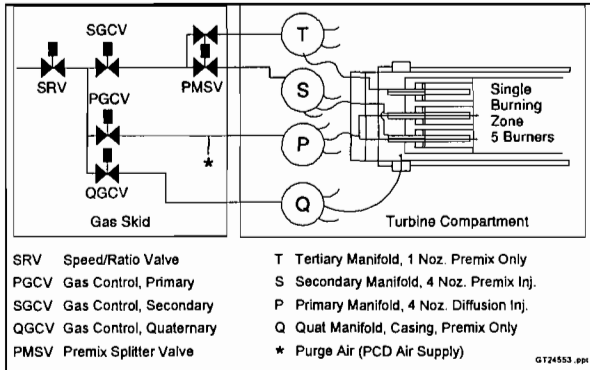 SGCV
SRV
PMSV
PGCV
*
QGCV
Gas Skid
T
S
P
Q
Single
Burning
Zone
5 Burners
Turbine Compartment
SRV Speed/Ratio Valve
PGCV Gas Control, Primary
SGCV Gas Control, Secondary
QGCV Gas Control, Quaternary
PMSV Premix Splitter Valve
T Tertiary Manifold, 1 Noz. Premix Only
S Secondary Manifold, 4 Noz. Premix Inj.
P Primary Manifold, 4 Noz. Diffusion Inj.
Q Quat Manifold, Casing, Premix Only
* Purge Air (PCD Air Supply)
GT24553 .ppt